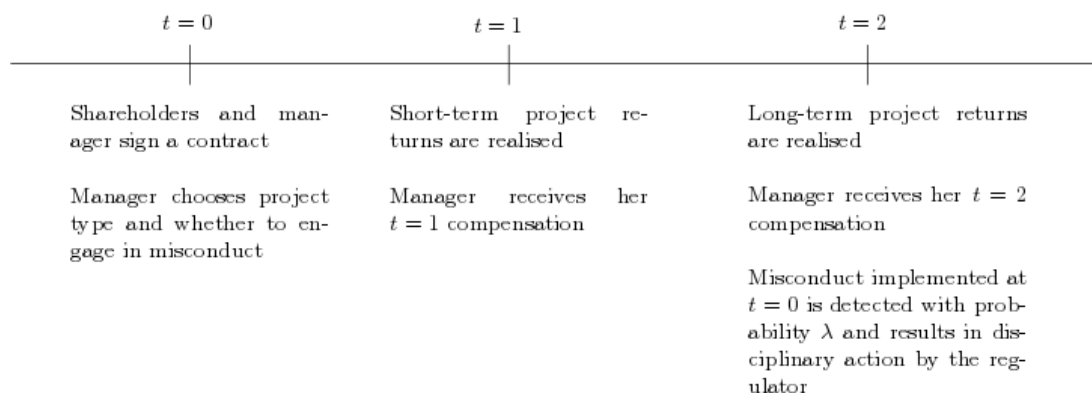 t = 0
t = 1
t = 2
Shareholders and man-
ager sign a contract
Manager chooses project
type and whether to en-
gage in misconduct
Short-term project re-
turns are realised
Manager receives her
t = 1 compensation
Long-term project returns
are realised
Manager receives her t = 2
compensation
Misconduct implemented at
t = 0 is detected with prob-
ability λ and results in dis-
ciplinary action by the reg-
ulator